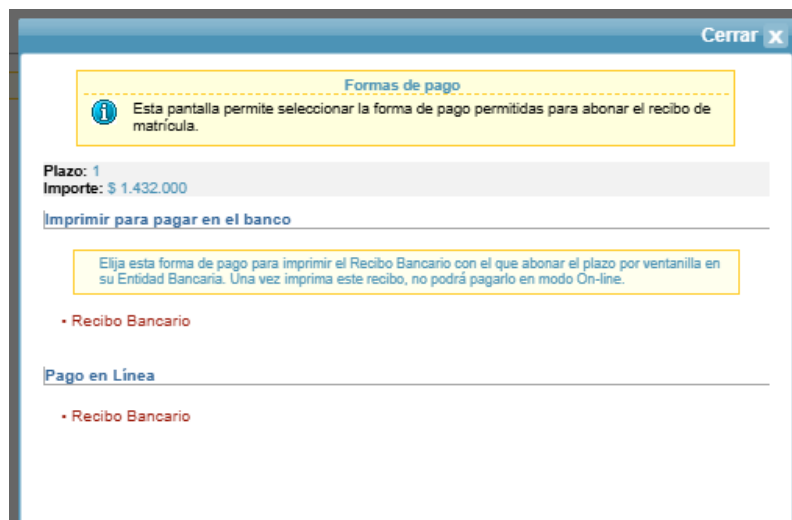 Cerrar x
Formas de pago
Esta pantalla permite seleccionar la forma de pago permitidas para abonar el recibo de
matrícula.
Plazo: 1
Importe: $ 1.432.000
Imprimir para pagar en el banco
Elija esta forma de pago para imprimir el Recibo Bancario con el que abonar el plazo por ventanilla en
su Entidad Bancaria. Una vez imprima este recibo, no podrá pagarlo en modo On-line.
• Recibo Bancario
Pago en Línea
• Recibo Bancario